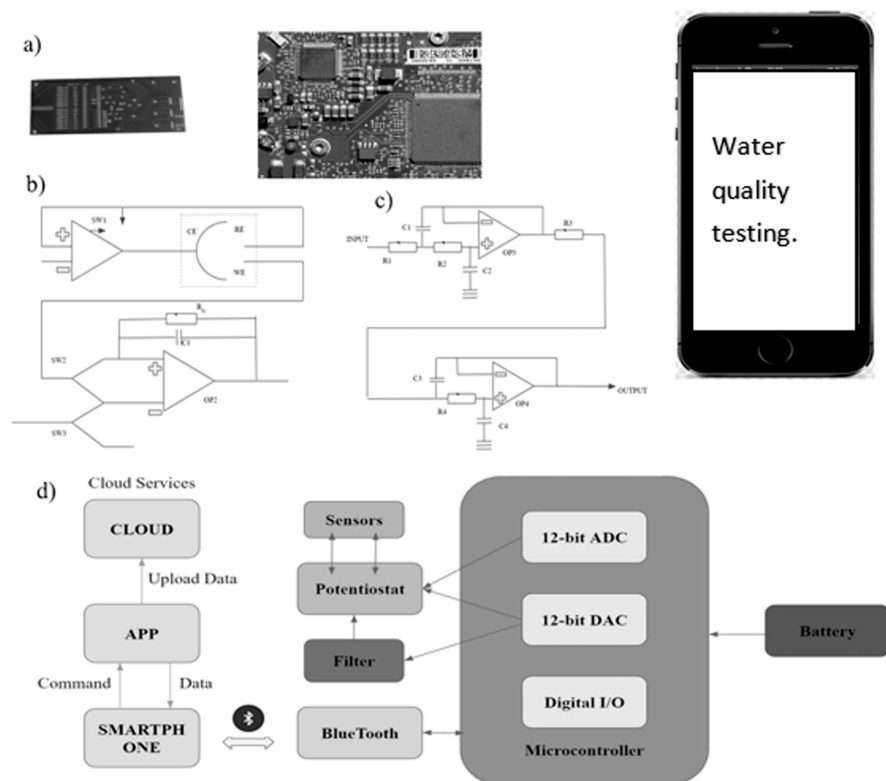 a)
Water
quality
testing.
b)
SW1
CE
RE
WE
R6
C1
SW2
OP2
SW3
c)
C1
R3
INPUT
R1
R2
OP3
C2
C3
OUTPUT
R4
OP4
C4
d)
Cloud Services
CLOUD
Upload Data
APP
Command
Data
SMARTPH
ONE
Sensors
Potentiostat
Filter
BlueTooth
12-bit ADC
12-bit DAC
Digital I/O
Microcontroller
Battery